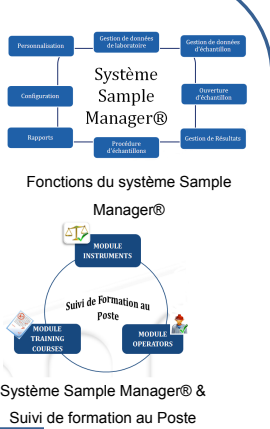 Personnalisation
Gestion de données
de laboratoire
Gestion de données
d'échantillon
Configuration
Système
Sample
Manager®
Ouverture
d'échantillon
Rapports
Procédure
d'échantillons
Gestion de Résultats
Fonctions du système Sample
Manager®
MODULE
INSTRUMENTS
Suivi de Formation au
Poste
MODULE
TRAINING
COURSES
MODULE
OPERATORS
Système Sample Manager® &
Suivi de formation au Poste